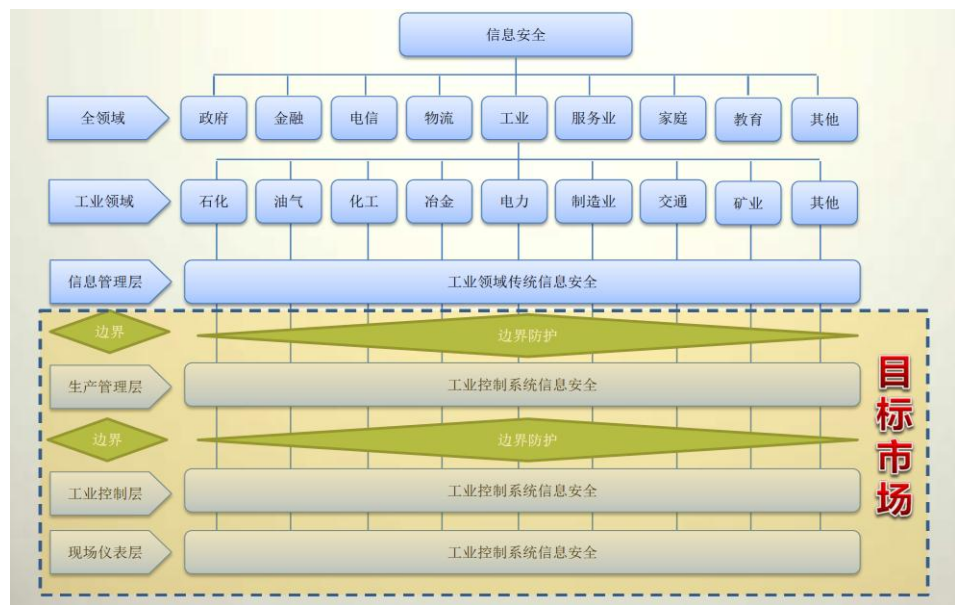 信息安全
全领域
政府
金融
电信
物流
工业
服务业
家庭
教育
其他
工业领域
石化
油气
化工
冶金
电力
制造业
交通
矿业
其他
信息管理层
工业领域传统信息安全
边界
边界防护
生产管理层
工业控制系统信息安全
边界
边界防护
工业控制层
工业控制系统信息安全
现场仪表层
工业控制系统信息安全
目标市场